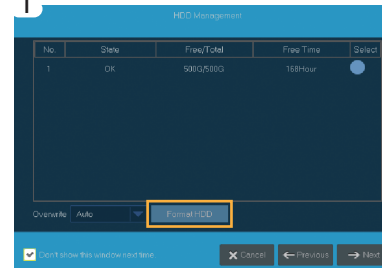 1
HDD Management
No. State Free/Total Free Time Select
1 OK 500G/500G 168Hour
Overwrite Auto Format HDD
Don't show this window next time Cancel Previous Next